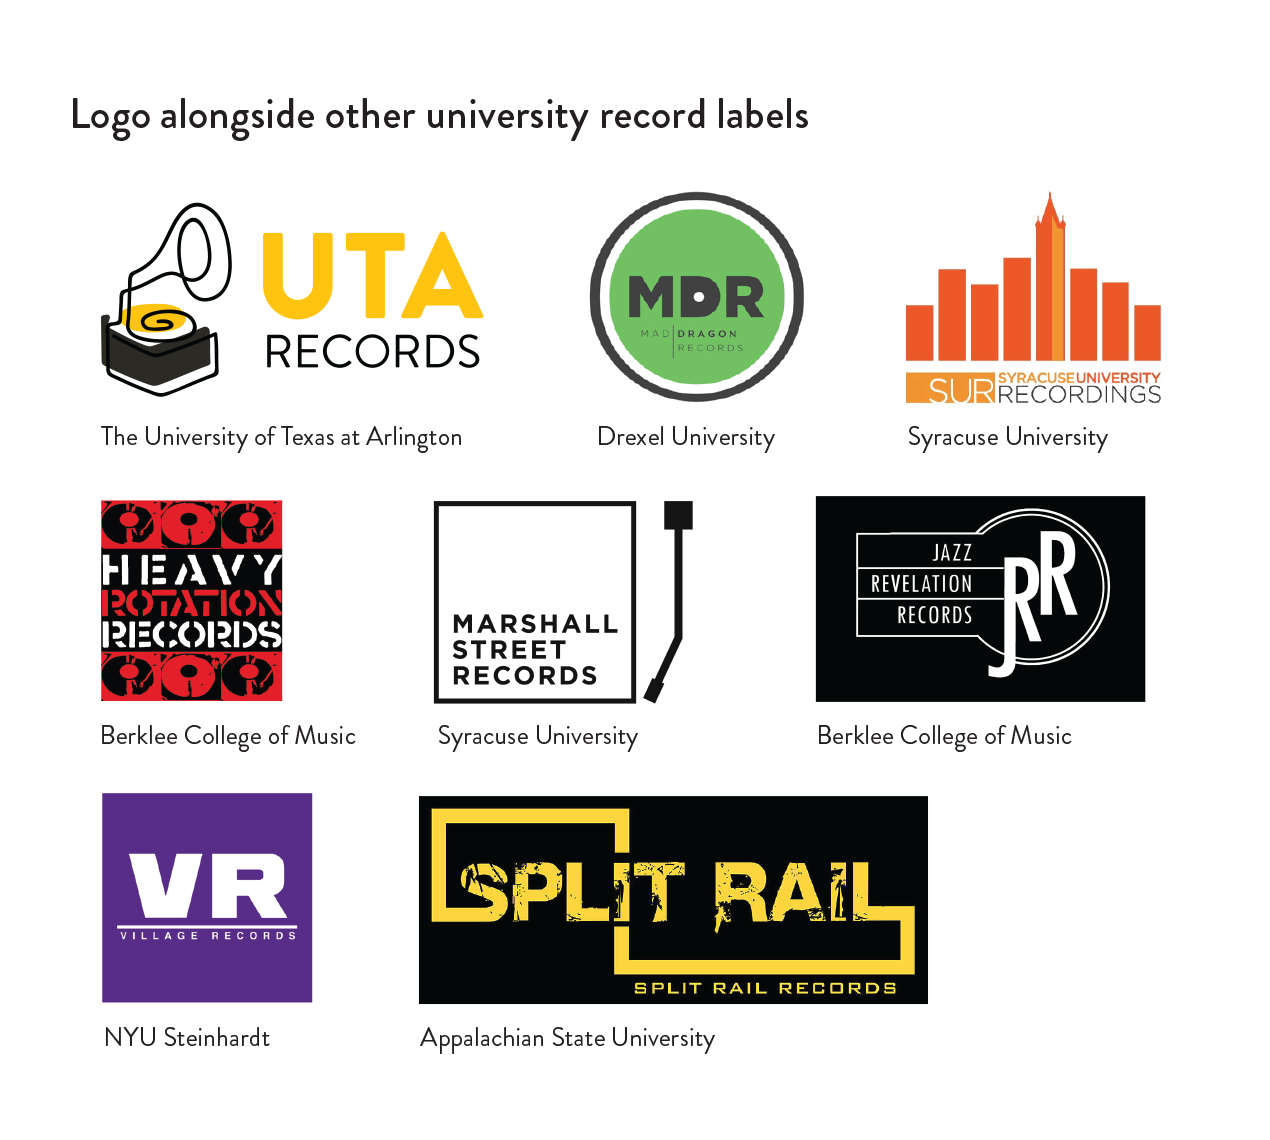 Logo alongside other university record labels
UTA
RECORDS
The University of Texas at Arlington
MDR
MAD DRAGON
RECORDS
Drexel University
SUR SYRACUSEUNIVERSITY
RECORDINGS
Syracuse University
HEAVY
ROTATION
RECORDS
Berklee College of Music
MARSHALL
STREET
RECORDS
Syracuse University
JAZZ
REVELATION
RECORDS
JRR
Berklee College of Music
VR
VILLAGE RECORDS
NYU Steinhardt
SPLIT RAIL
SPLIT RAIL RECORDS
Appalachian State University